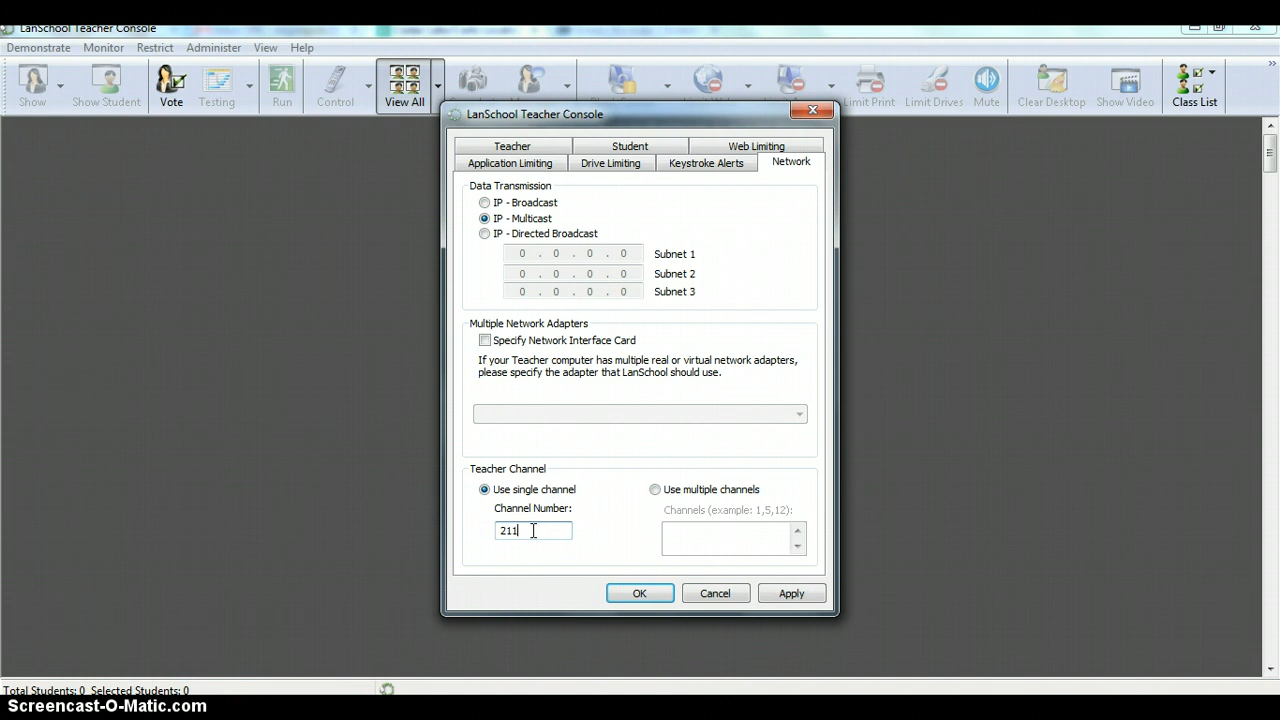 LanSchool Teacher Console
Demonstrate Monitor Restrict Administer View Help
Show Show Student Vote Testing Run Control View All Limit Print Limit Drives Mute Clear Desktop Show Video Class List
LanSchool Teacher Console
Teacher Student Web Limiting
Application Limiting Drive Limiting Keystroke Alerts Network
Data Transmission
IP - Broadcast
IP - Multicast
IP - Directed Broadcast
0 . 0 . 0 . 0 Subnet 1
0 . 0 . 0 . 0 Subnet 2
0 . 0 . 0 . 0 Subnet 3
Multiple Network Adapters
Specify Network Interface Card
If your Teacher computer has multiple real or virtual network adapters,
please specify the adapter that LanSchool should use.
Teacher Channel
Use single channel Use multiple channels
Channel Number: Channels (example: 1,5,12):
211
OK Cancel Apply
Total Students: 0 Selected Students: 0
Screencast-O-Matic.com